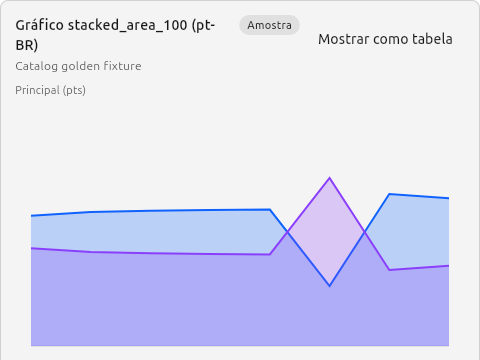 Gráfico stacked_area_100 (pt-
BR)
Amostra
Mostrar como tabela
Catalog golden fixture
Principal (pts)